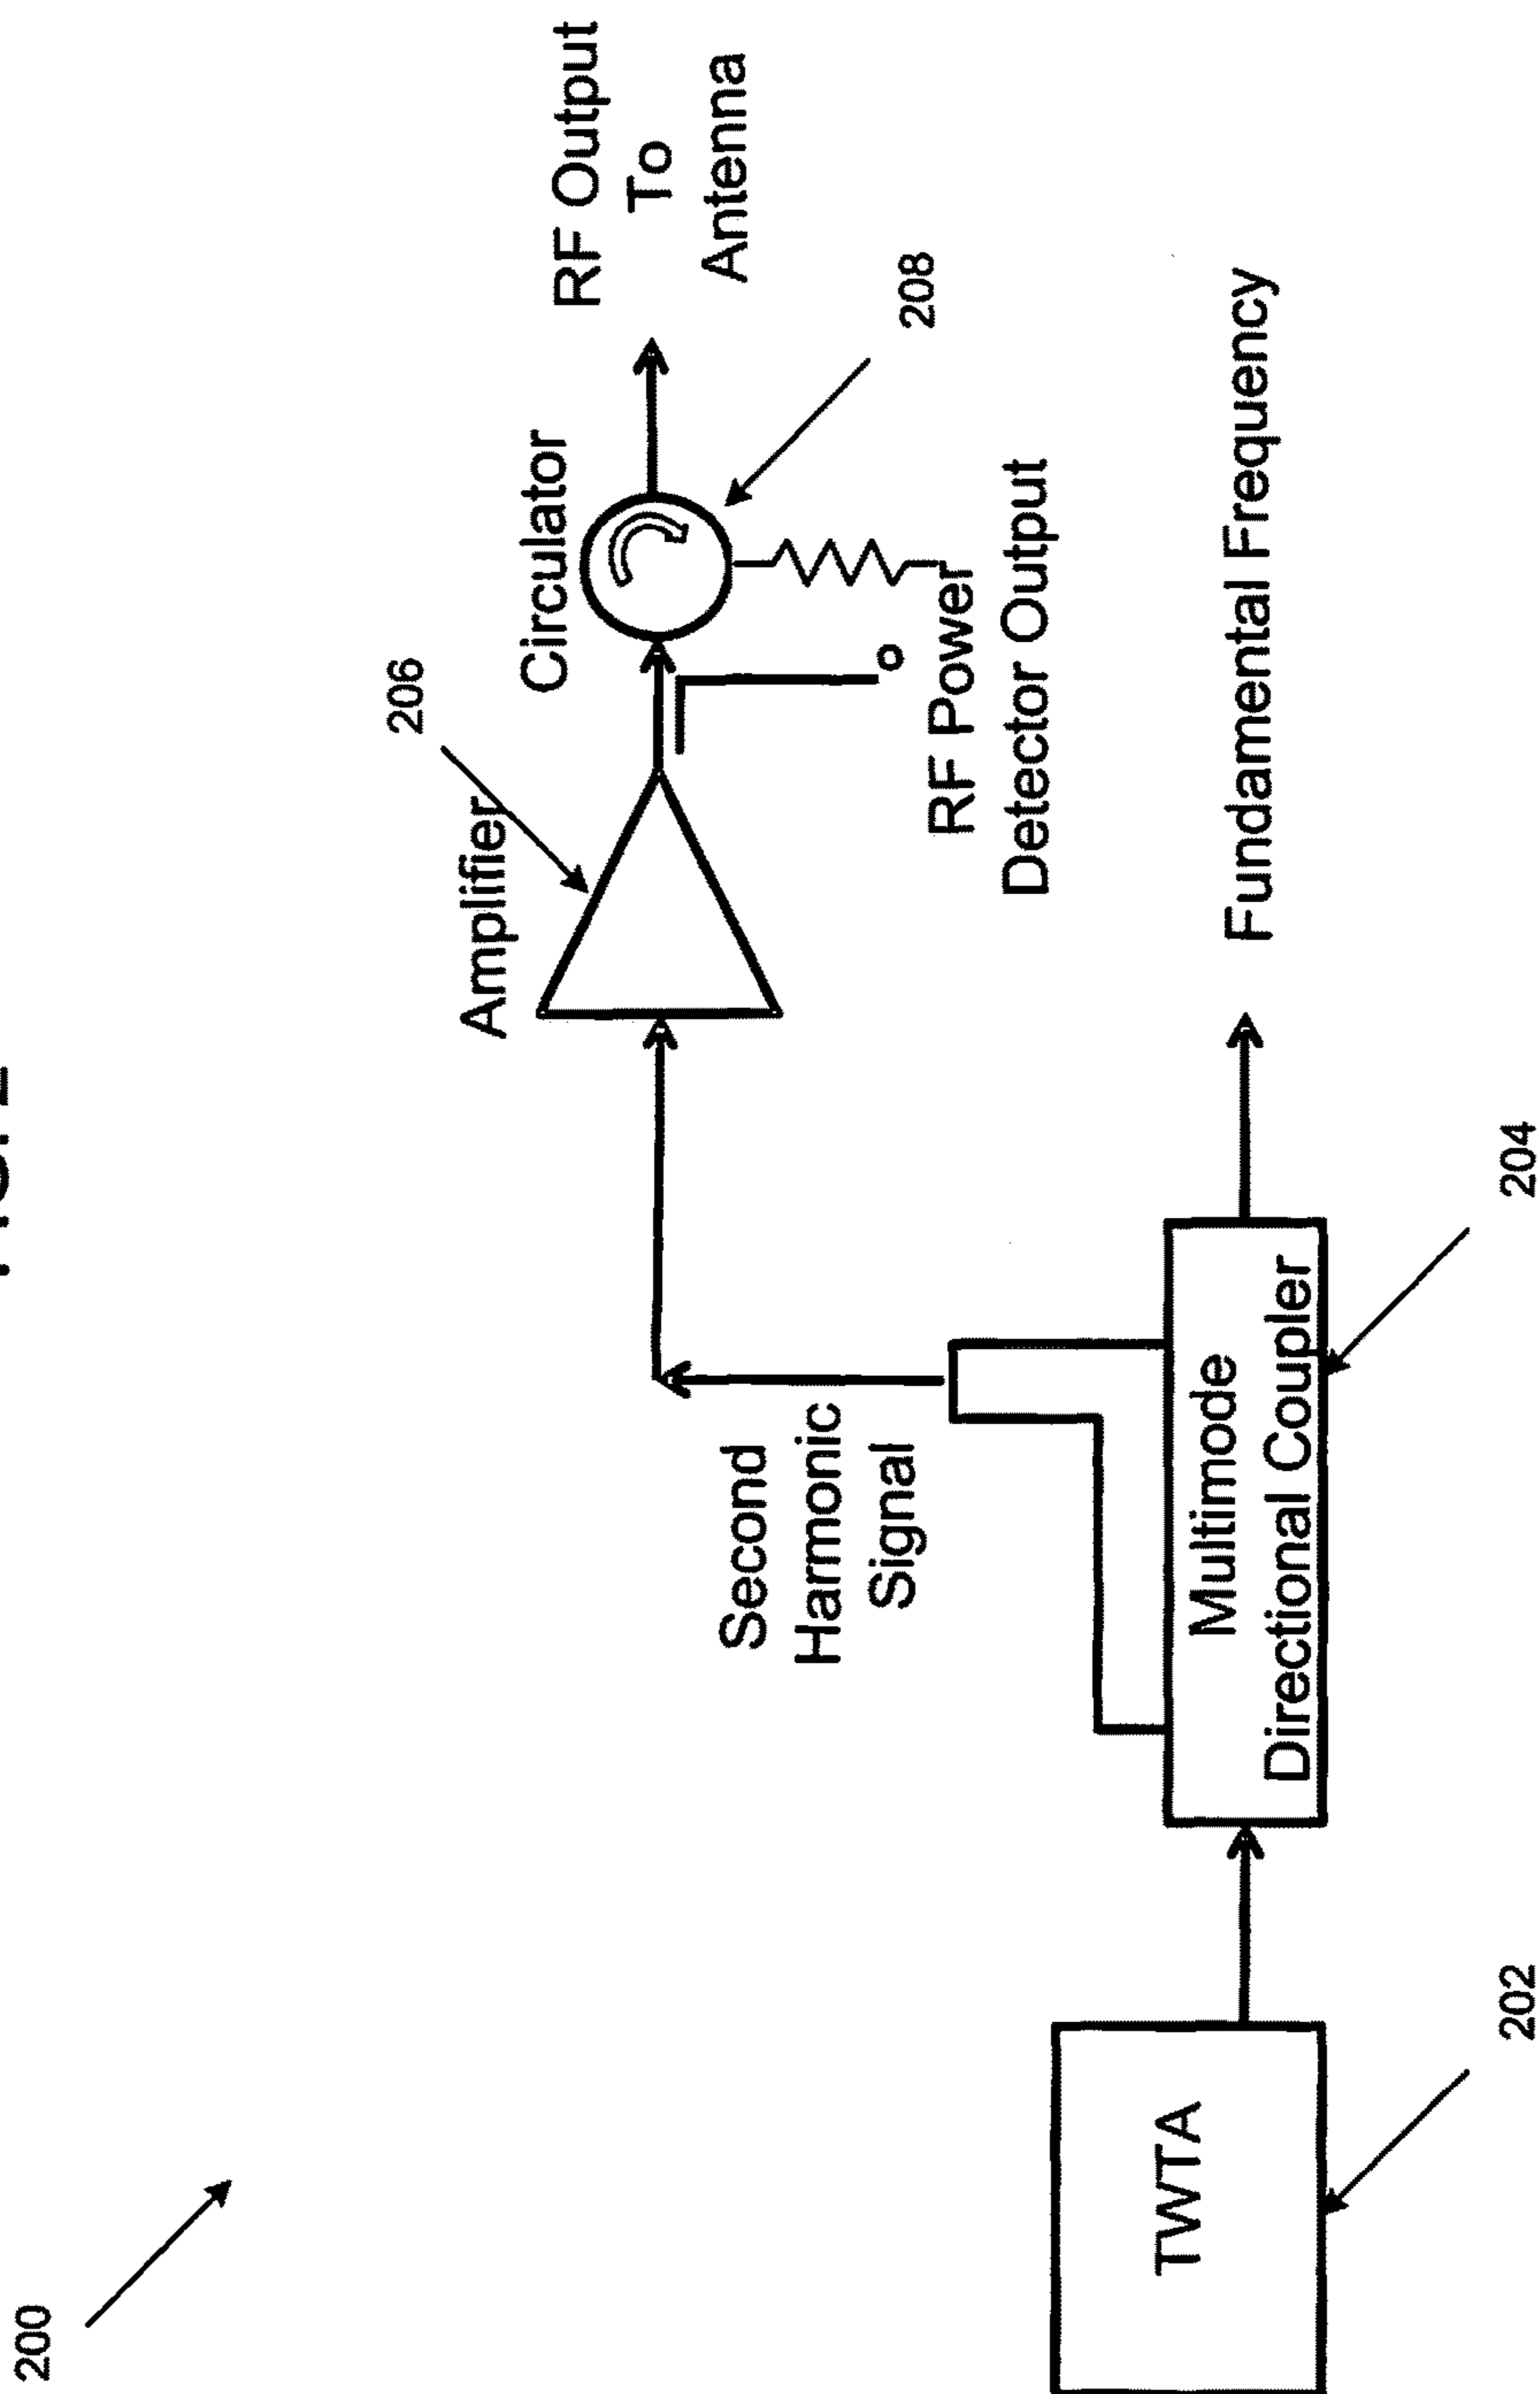 200
TWTA
202
Multimode
Directional Coupler
204
Second
Harmonic
Signal
Fundamental Frequency
Amplifier
206
Circulator
208
RF Power
Detector Output
RF Output
To
Antenna